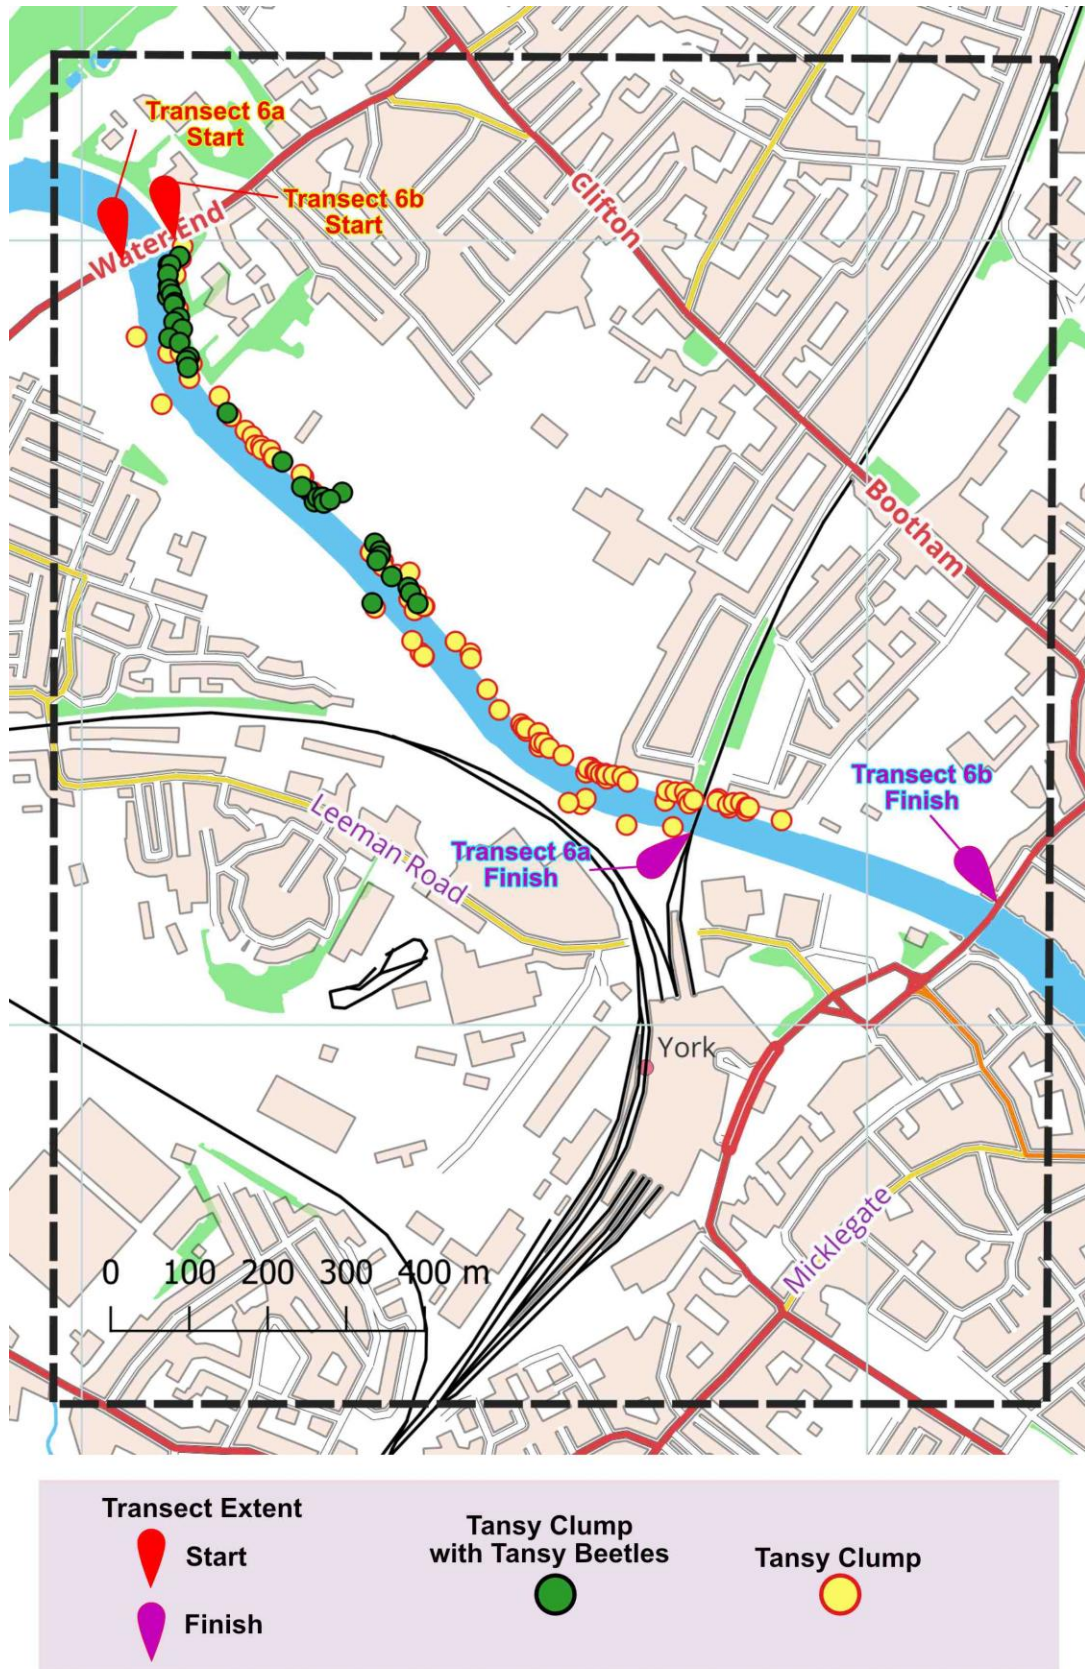 Transect 6a
Start
Transect 6b
Start
Water End
Clifton
Bootham
Transect 6b
Finish
Leeman Road
Transect 6a
Finish
York
Micklegate
0 100 200 300 400 m
Transect Extent
Start
Finish
Tansy Clump
with Tansy Beetles
Tansy Clump